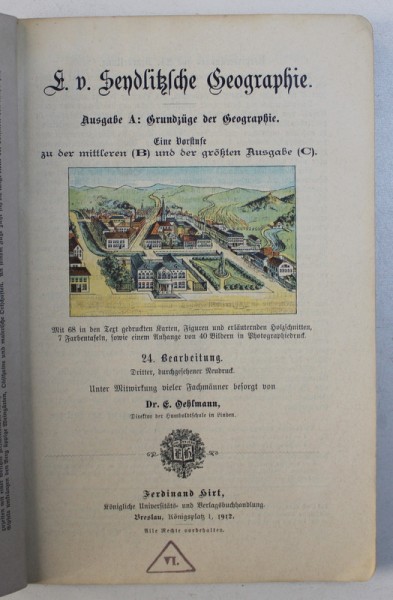 E. v. Seydlitzsche Geographie.
Ausgabe A: Grundzüge der Geographie.
Eine Vorstufe
zu der mittleren (B) und der größten Ausgabe (C).
Mit 68 in den Text gedruckten Karten, Figuren und erläuternden Holzschnitten,
7 Farbentafeln, sowie einem Anhange von 40 Bildern in Photographiedruck
24. Bearbeitung.
Dritter, durchgesehener Neudruck.
Unter Mitwirkung vieler Fachmänner besorgt von
Dr. E. Oehlmann,
Direktor der Humboldtschule in Linden.
Ferdinand Hirt,
Königliche Universitäts- und Verlagsbuchhandlung.
Breslau, Königsplatz 1, 1912.
Alle Rechte vorbehalten.
VI.